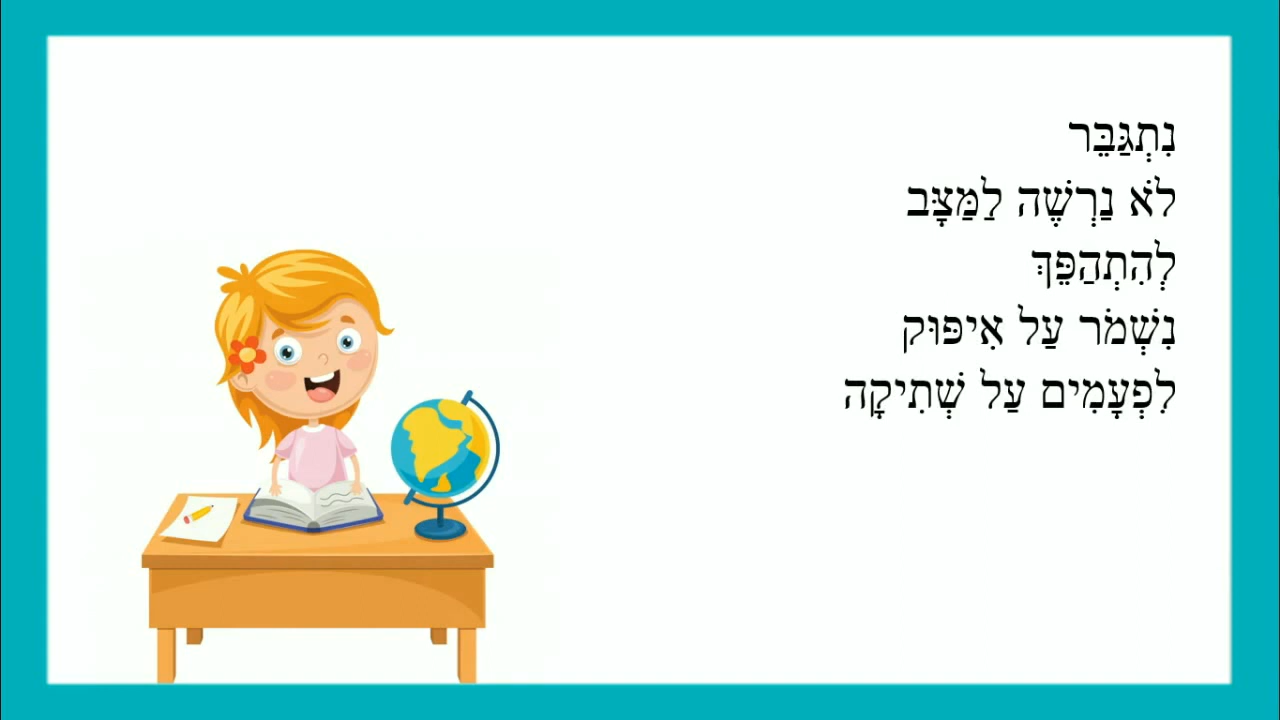 נִתְגַּבֵּר
לֹא נַרְשֶׁה לַמַּצָּב
לְהִתְהַפֵּךְ
נִשְׁמֹר עַל אִיפּוּק
לִפְעָמִים עַל שְׁתִיקָה